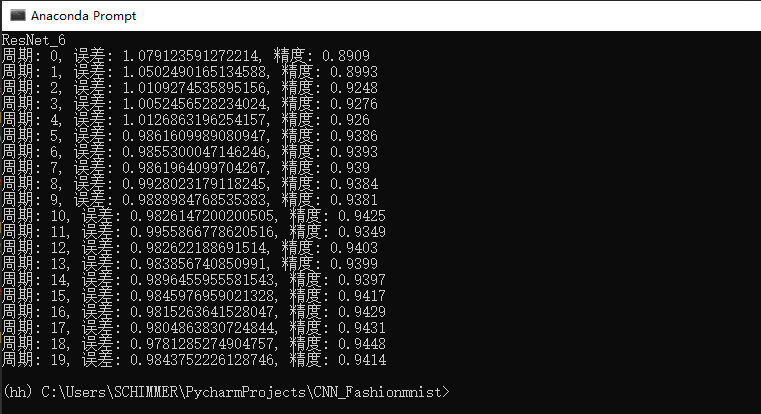 Anaconda Prompt
ResNet_6
周期: 0, 误差: 1.079123591272214, 精度: 0.8909
周期: 1, 误差: 1.0502490165134588, 精度: 0.8993
周期: 2, 误差: 1.0109274535895156, 精度: 0.9248
周期: 3, 误差: 1.0052456528234024, 精度: 0.9276
周期: 4, 误差: 1.0126863196254157, 精度: 0.926
周期: 5, 误差: 0.9861609989080947, 精度: 0.9386
周期: 6, 误差: 0.9855300047146246, 精度: 0.9393
周期: 7, 误差: 0.9861964099704267, 精度: 0.939
周期: 8, 误差: 0.9928023179118245, 精度: 0.9384
周期: 9, 误差: 0.9888984768535383, 精度: 0.9381
周期: 10, 误差: 0.9826147200200505, 精度: 0.9425
周期: 11, 误差: 0.9955866778620516, 精度: 0.9349
周期: 12, 误差: 0.982622188691514, 精度: 0.9403
周期: 13, 误差: 0.983856740850991, 精度: 0.9399
周期: 14, 误差: 0.9896455955581543, 精度: 0.9397
周期: 15, 误差: 0.9845976959021328, 精度: 0.9417
周期: 16, 误差: 0.9815263641528047, 精度: 0.9429
周期: 17, 误差: 0.9804863830724844, 精度: 0.9431
周期: 18, 误差: 0.9781285274904757, 精度: 0.9448
周期: 19, 误差: 0.9843752226128746, 精度: 0.9414
(hh) C:\Users\SCHIMMER\PycharmProjects\CNN_Fashionmnist>